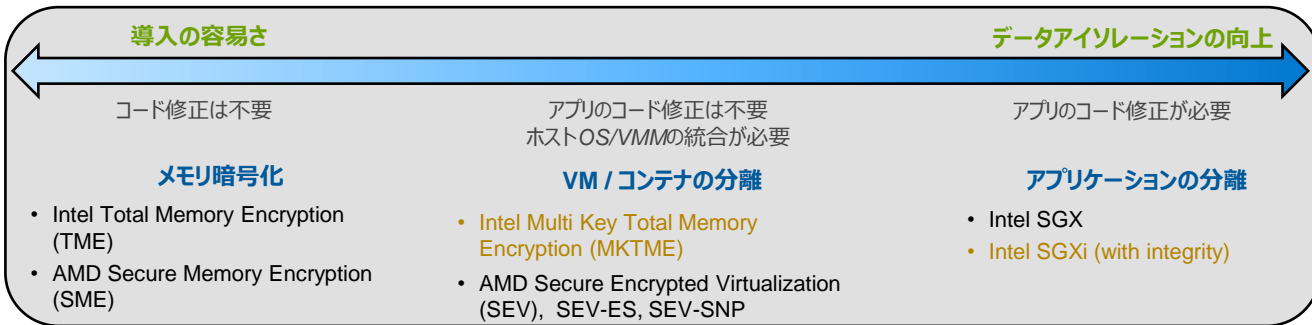 導入の容易さ
データアイソレーションの向上
コード修正は不要
アプリのコード修正は不要
ホストOS/VMMの統合が必要
アプリのコード修正が必要
メモリ暗号化
• Intel Total Memory Encryption
(TME)
• AMD Secure Memory Encryption
(SME)
VM / コンテナの分離
• Intel Multi Key Total Memory
Encryption (MKTME)
• AMD Secure Encrypted Virtualization
(SEV), SEV-ES, SEV-SNP
アプリケーションの分離
• Intel SGX
• Intel SGXi (with integrity)